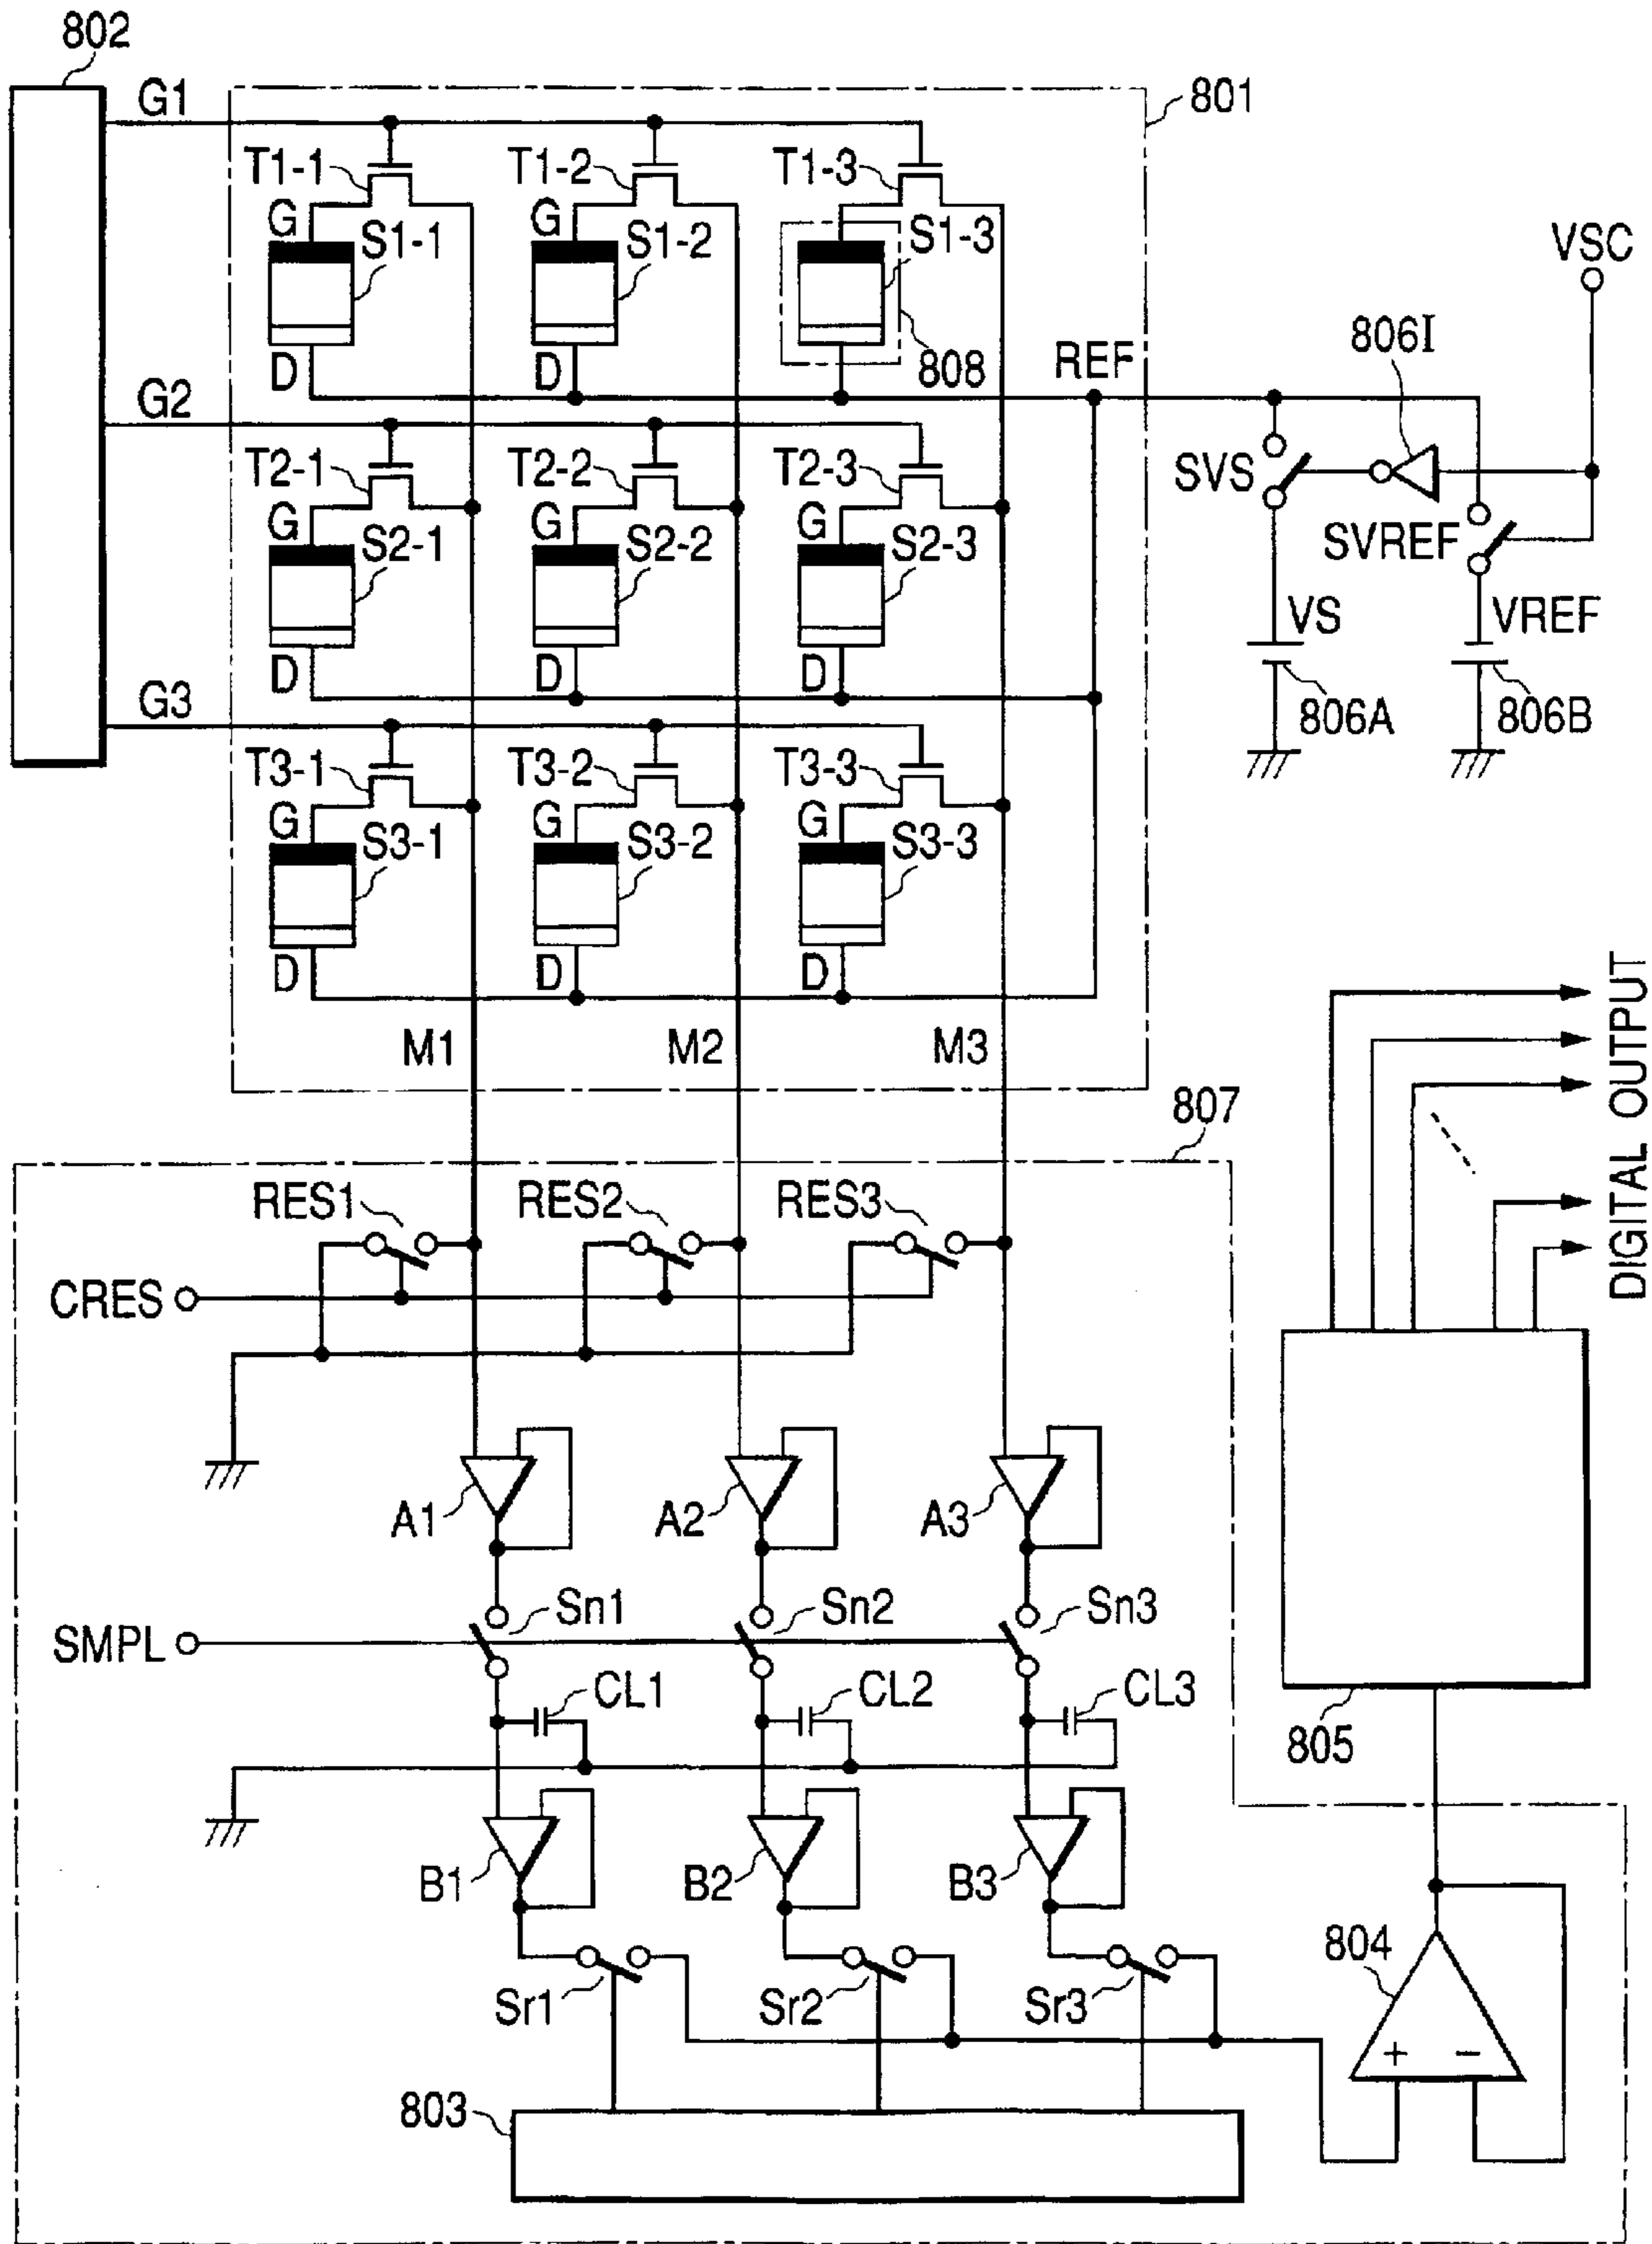 802
G1
801
T1-1
T1-2
T1-3
G
S1-1
G
S1-2
S1-3
VSC
806I
D
D
808
REF
G2
T2-1
T2-2
T2-3
SVS
G
S2-1
G
S2-2
G
S2-3
SVREF
VS
VREF
D
D
D
G3
806A
806B
T3-1
T3-2
T3-3
G
S3-1
G
S3-2
G
S3-3
D
D
D
M1
M2
M3
DIGITAL OUTPUT
807
RES1
RES2
RES3
CRES
A1
A2
A3
Sn1
Sn2
Sn3
SMPL
CL1
CL2
CL3
805
B1
B2
B3
804
Sr1
Sr2
Sr3
+
−
803